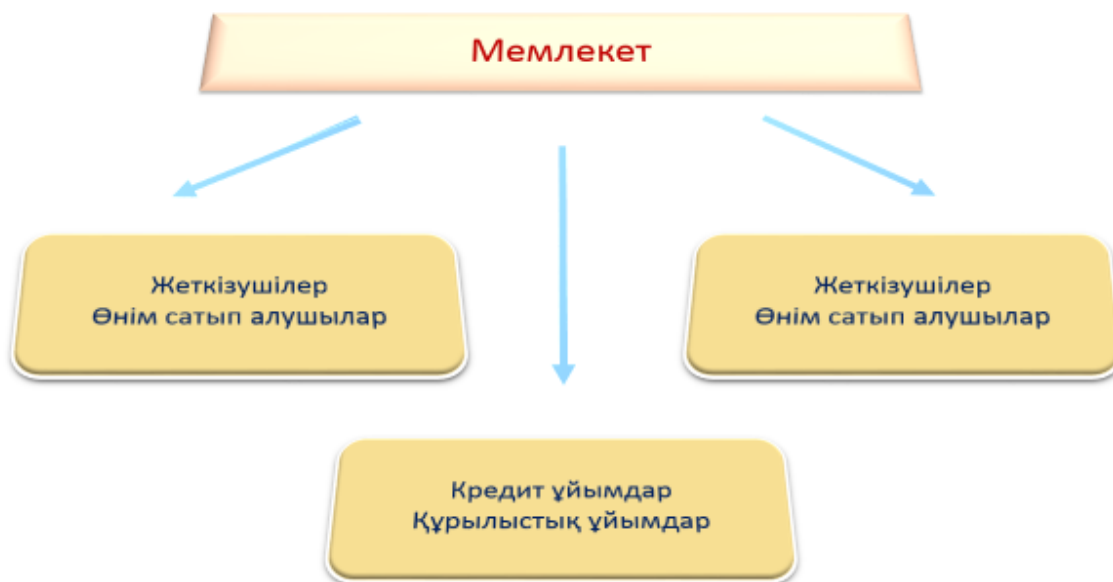 Мемлекет
Жеткізушілер
Өнім сатып алушылар
Жеткізушілер
Өнім сатып алушылар
Кредит ұйымдар
Құрылыстық ұйымдар